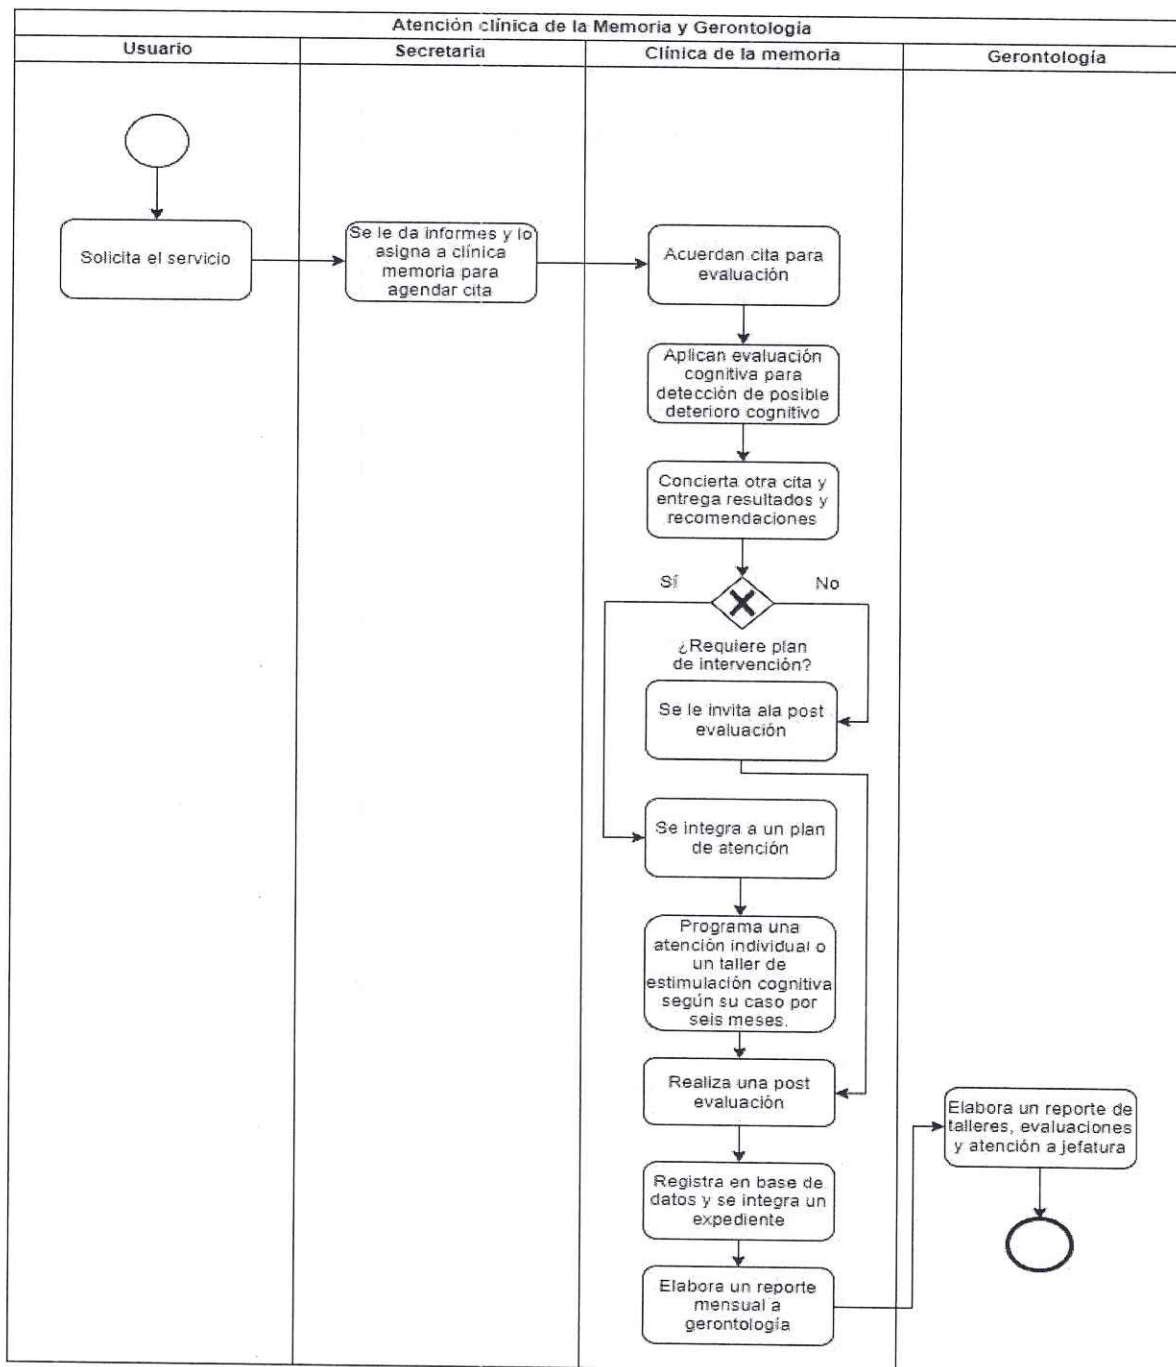 Atención clínica de la Memoria y Gerontología
Usuario
Secretaria
Clínica de la memoria
Gerontología
Solicita el servicio
Se le da informes y lo
asigna a clínica
memoria para
agendar cita
Acuerdan cita para
evaluación
Aplican evaluación
cognitiva para
detección de posible
deterioro cognitivo
Concierta otra cita y
entrega resultados y
recomendaciones
Sí
No
¿Requiere plan
de intervención?
Se le invita ala post
evaluación
Se integra a un plan
de atención
Programa una
atención individual o
un taller de
estimulación cognitiva
según su caso por
seis meses.
Realiza una post
evaluación
Registra en base de
datos y se integra un
expediente
Elabora un reporte
mensual a
gerontología
Elabora un reporte de
talleres, evaluaciones
y atención a jefatura